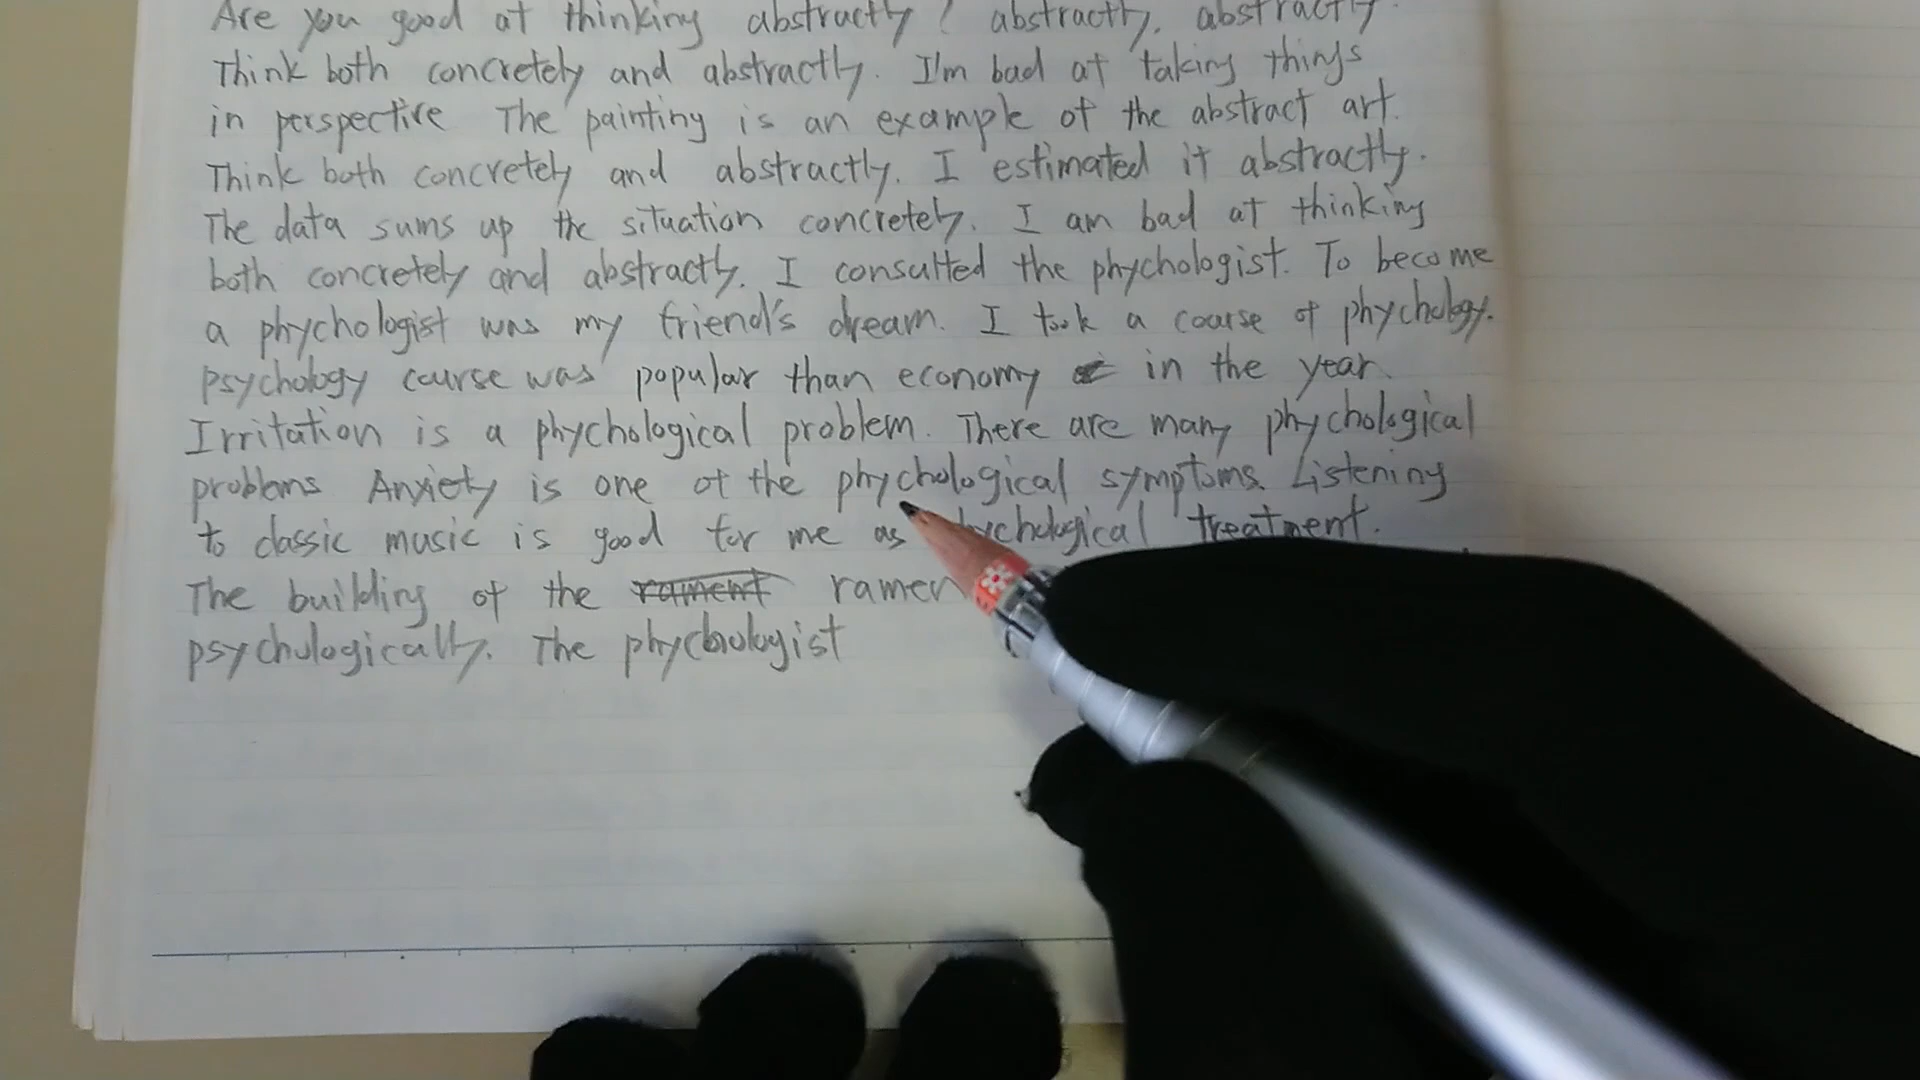 Are you good at thinking abstractly? abstractly, abstractly.
Think both concretely and abstractly. I'm bad at taking things
in perspective The painting is an example of the abstract art.
Think both concretely and abstractly. I estimated it abstractly.
The data sums up the situation concretely. I am bad at thinking
both concretely and abstractly. I consulted the phychologist. To become
a phychologist was my friend's dream. I took a course of phychology.
psychology course was popular than economy in the year.
Irritation is a phychological problem. There are many phychological
problems Anxiety is one of the phychological symptoms. Listening
to classic music is good for me as treatment.
The building of the rament ramen
psychologically. The phychologist